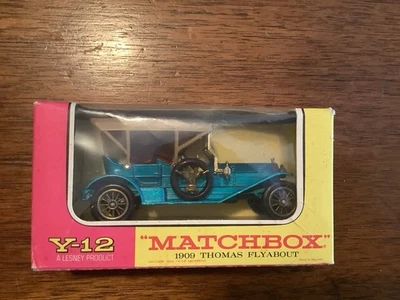 Y-12
A LESNEY PRODUCT
"MATCHBOX"
1909 THOMAS FLYABOUT